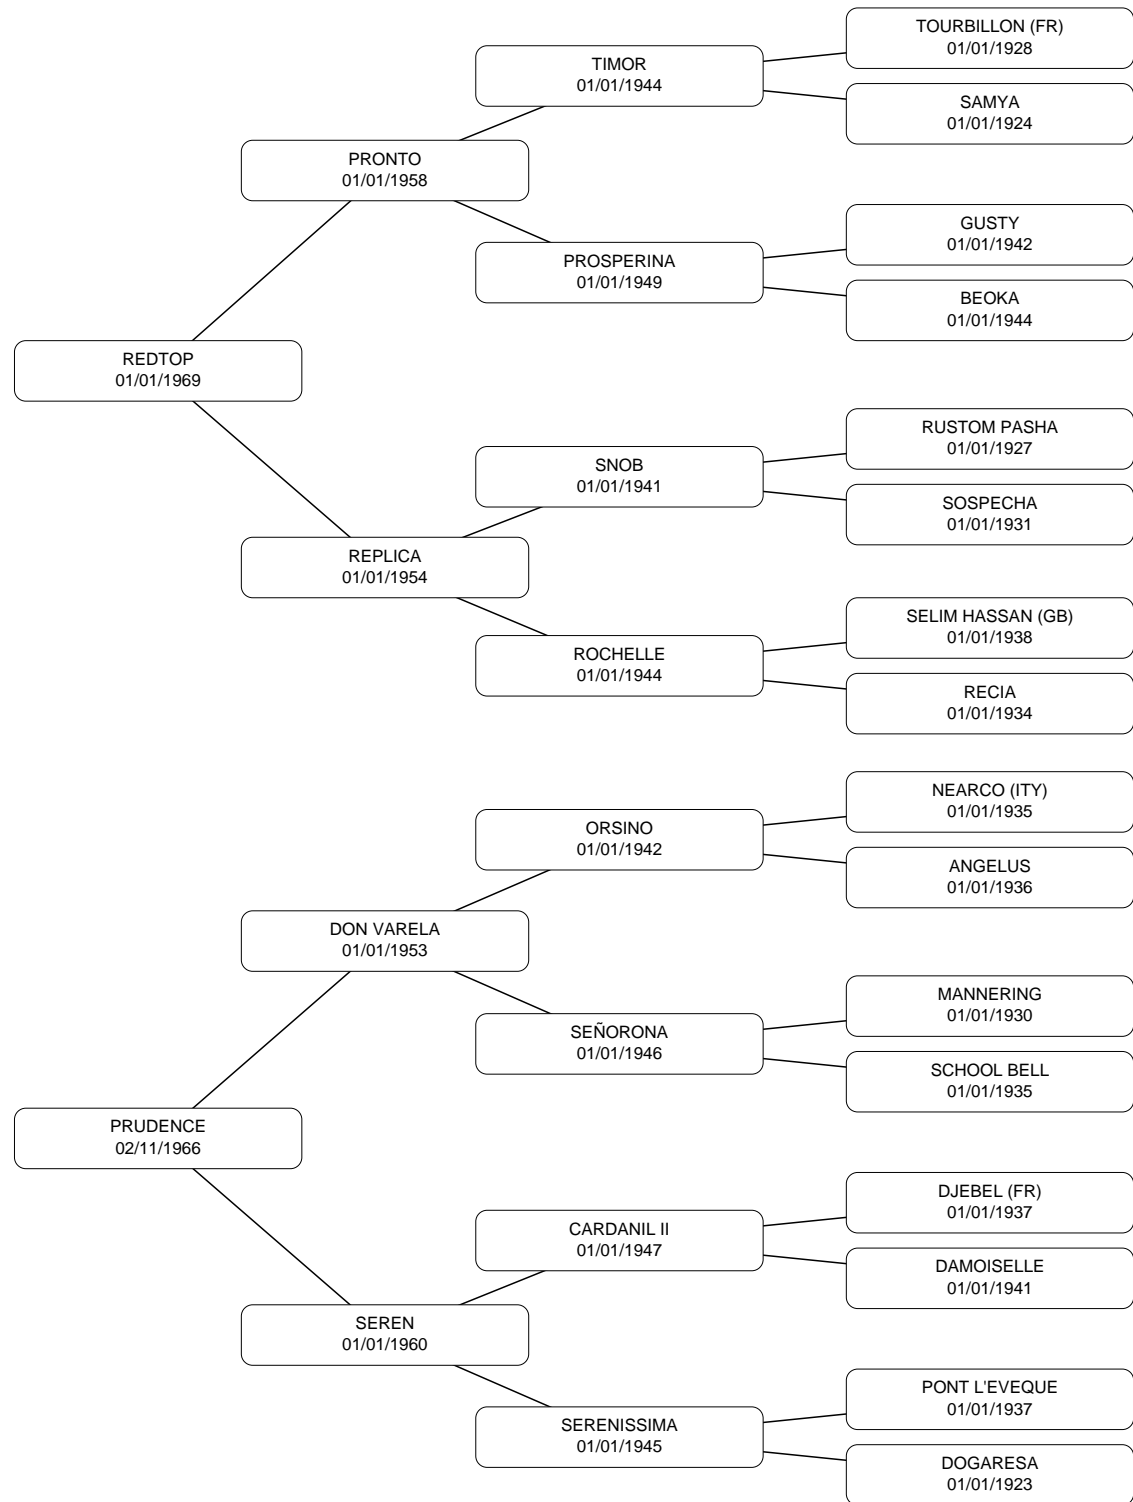 TOURBILLON (FR)
01/01/1928
TIMOR
01/01/1944
SAMYA
01/01/1924
PRONTO
01/01/1958
GUSTY
01/01/1942
PROSPERINA
01/01/1949
BEOKA
01/01/1944
REDTOP
01/01/1969
RUSTOM PASHA
01/01/1927
SNOB
01/01/1941
SOSPECHA
01/01/1931
REPLICA
01/01/1954
SELIM HASSAN (GB)
01/01/1938
ROCHELLE
01/01/1944
RECIA
01/01/1934
NEARCO (ITY)
01/01/1935
ORSINO
01/01/1942
ANGELUS
01/01/1936
DON VARELA
01/01/1953
MANNERING
01/01/1930
SEÑORONA
01/01/1946
SCHOOL BELL
01/01/1935
PRUDENCE
02/11/1966
DJEBEL (FR)
01/01/1937
CARDANIL II
01/01/1947
DAMOISELLE
01/01/1941
SEREN
01/01/1960
PONT L'EVEQUE
01/01/1937
SERENISSIMA
01/01/1945
DOGARESA
01/01/1923